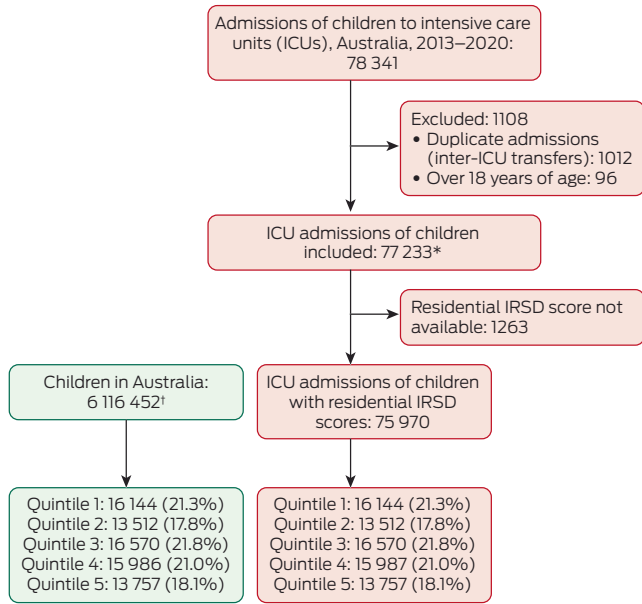 Admissions of children to intensive care
units (ICUs), Australia, 2013–2020:
78 341
Excluded: 1108
• Duplicate admissions
(inter-ICU transfers): 1012
• Over 18 years of age: 96
ICU admissions of children
included: 77 233*
Residential IRSD score not
available: 1263
Children in Australia:
6 116 452†
ICU admissions of children
with residential IRSD
scores: 75 970
Quintile 1: 16 144 (21.3%)
Quintile 2: 13 512 (17.8%)
Quintile 3: 16 570 (21.8%)
Quintile 4: 15 986 (21.0%)
Quintile 5: 13 757 (18.1%)
Quintile 1: 16 144 (21.3%)
Quintile 2: 13 512 (17.8%)
Quintile 3: 16 570 (21.8%)
Quintile 4: 15 987 (21.0%)
Quintile 5: 13 757 (18.1%)